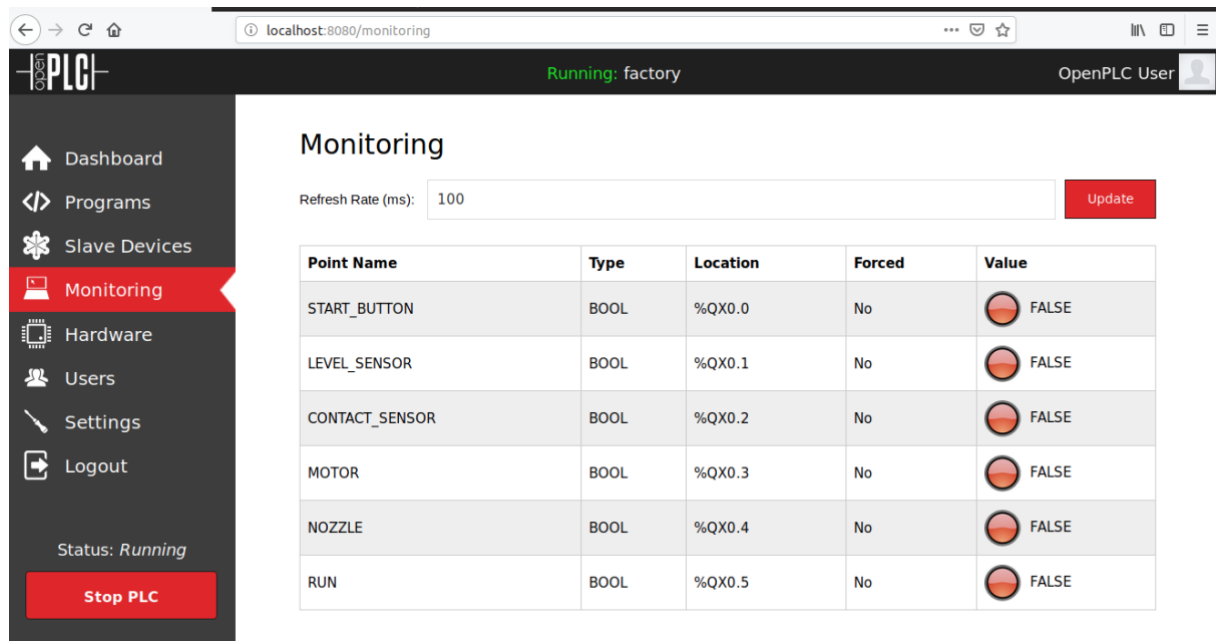 localhost:8080/monitoring
open PLC
Running: factory
OpenPLC User
Dashboard
Programs
Slave Devices
Monitoring
Hardware
Users
Settings
Logout
Status: Running
Stop PLC
Monitoring
Refresh Rate (ms): 100 Update
Point Name Type Location Forced Value
START_BUTTON BOOL %QX0.0 No FALSE
LEVEL_SENSOR BOOL %QX0.1 No FALSE
CONTACT_SENSOR BOOL %QX0.2 No FALSE
MOTOR BOOL %QX0.3 No FALSE
NOZZLE BOOL %QX0.4 No FALSE
RUN BOOL %QX0.5 No FALSE